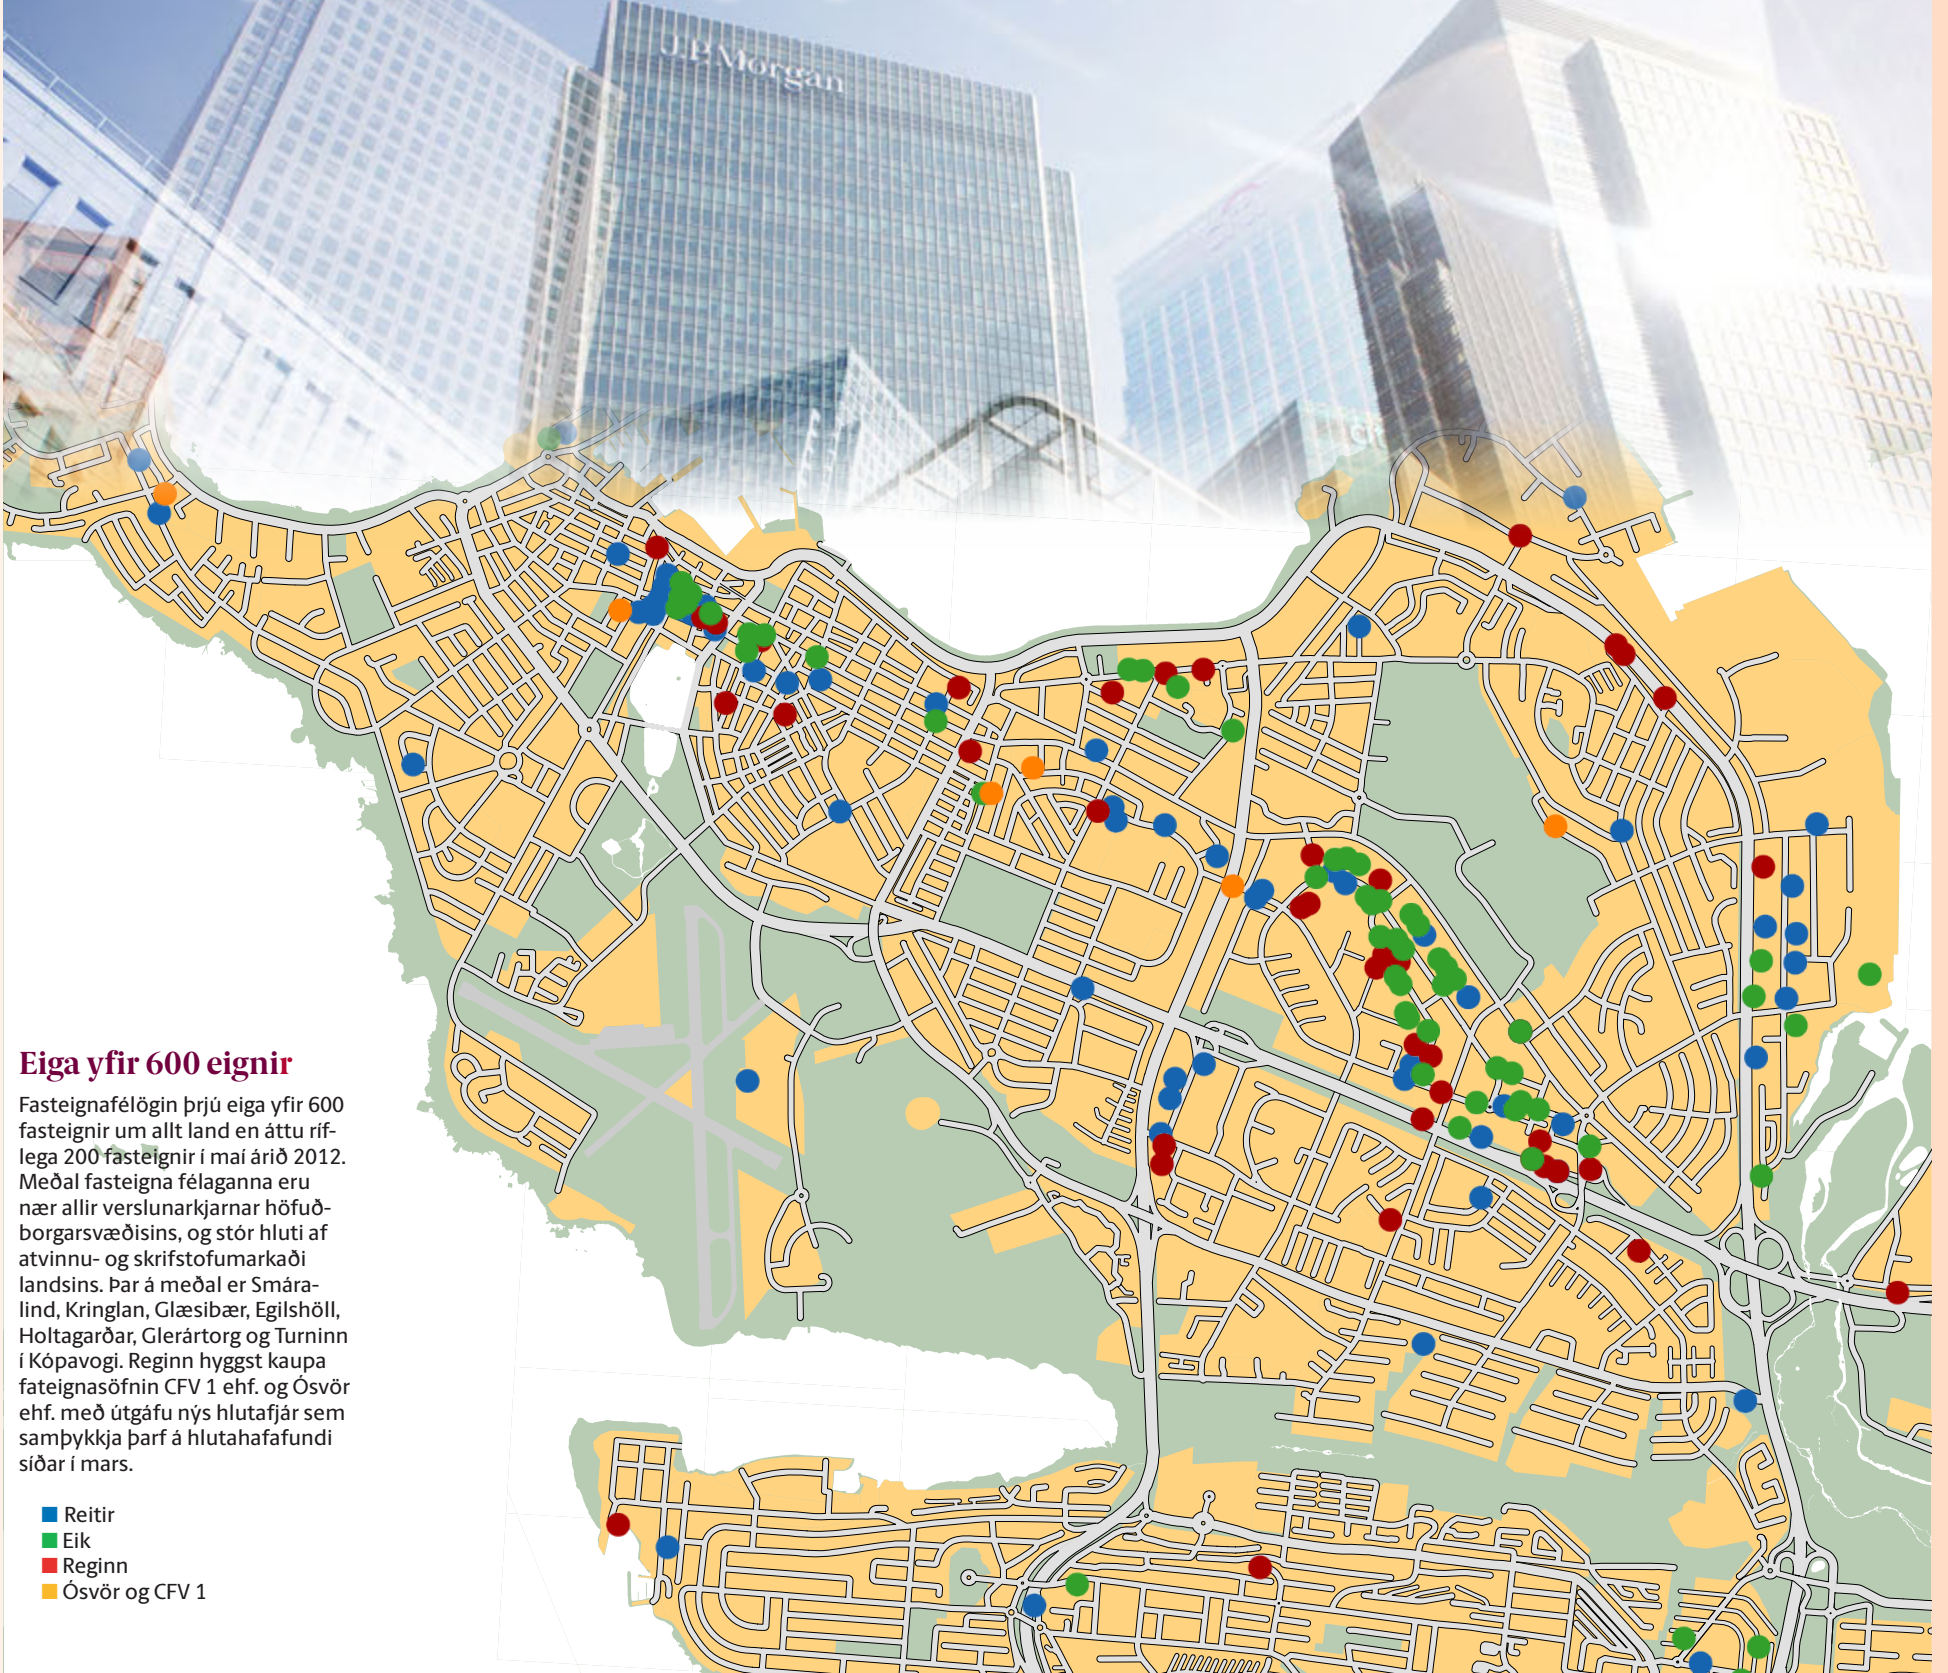 J.P.Morgan
citi
Eiga yfir 600 eignir
Fasteignafélögin þrjú eiga yfir 600
fasteignir um allt land en áttu ríf-
lega 200 fasteignir í maí árið 2012.
Meðal fasteigna félaganna eru
nær allir verslunarkjarnar höfuð-
borgarsvæðisins, og stór hluti af
atvinnu- og skrifstofumarkaði
landsins. Þar á meðal er Smára-
lind, Kringlan, Glæsibær, Egilshöll,
Holtagarðar, Glerártorg og Turninn
í Kópavogi. Reginn hyggst kaupa
fateignasöfnin CFV 1 ehf. og Ósvör
ehf. með útgáfu nýs hlutafjár sem
samþykkja þarf á hlutahafafundi
síðar í mars.
Reitir
Eik
Reginn
Ósvör og CFV 1